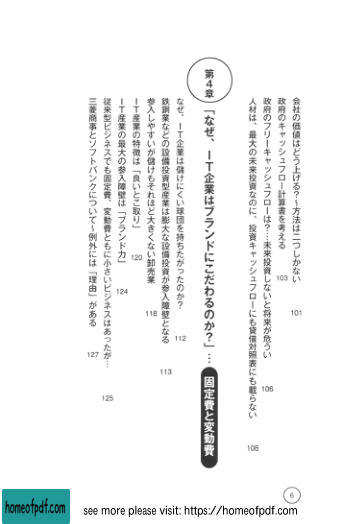 会社の価値はどう上げる？～方法は二つしかない 101
政府のキャッシュフロー計算書を考える 103
政府のフリーキャッシュフローは？…未来投資しないと将来が危うい 106
人材は、最大の未来投資なのに、投資キャッシュフローにも貸借対照表にも載らない 108
第4章 「なぜ、IT企業はブランドにこだわるのか？」… 固定費と変動費
なぜ、IT企業は儲けにくい球団を持ちたがったのか？ 112
鉄鋼業などの設備投資型産業は膨大な設備投資が参入障壁となる 113
参入しやすいが儲けもそれほど大きくない卸売業 118
IT産業の特徴は「良いとこ取り」 120
IT産業の最大の参入障壁は「ブランド力」 124
従来型ビジネスでも固定費、変動費ともに小さいビジネスはあったが… 125
三菱商事とソフトバンクについて～例外には「理由」がある 127
6
homeofpdf.com
see more please visit: https://homeofpdf.com